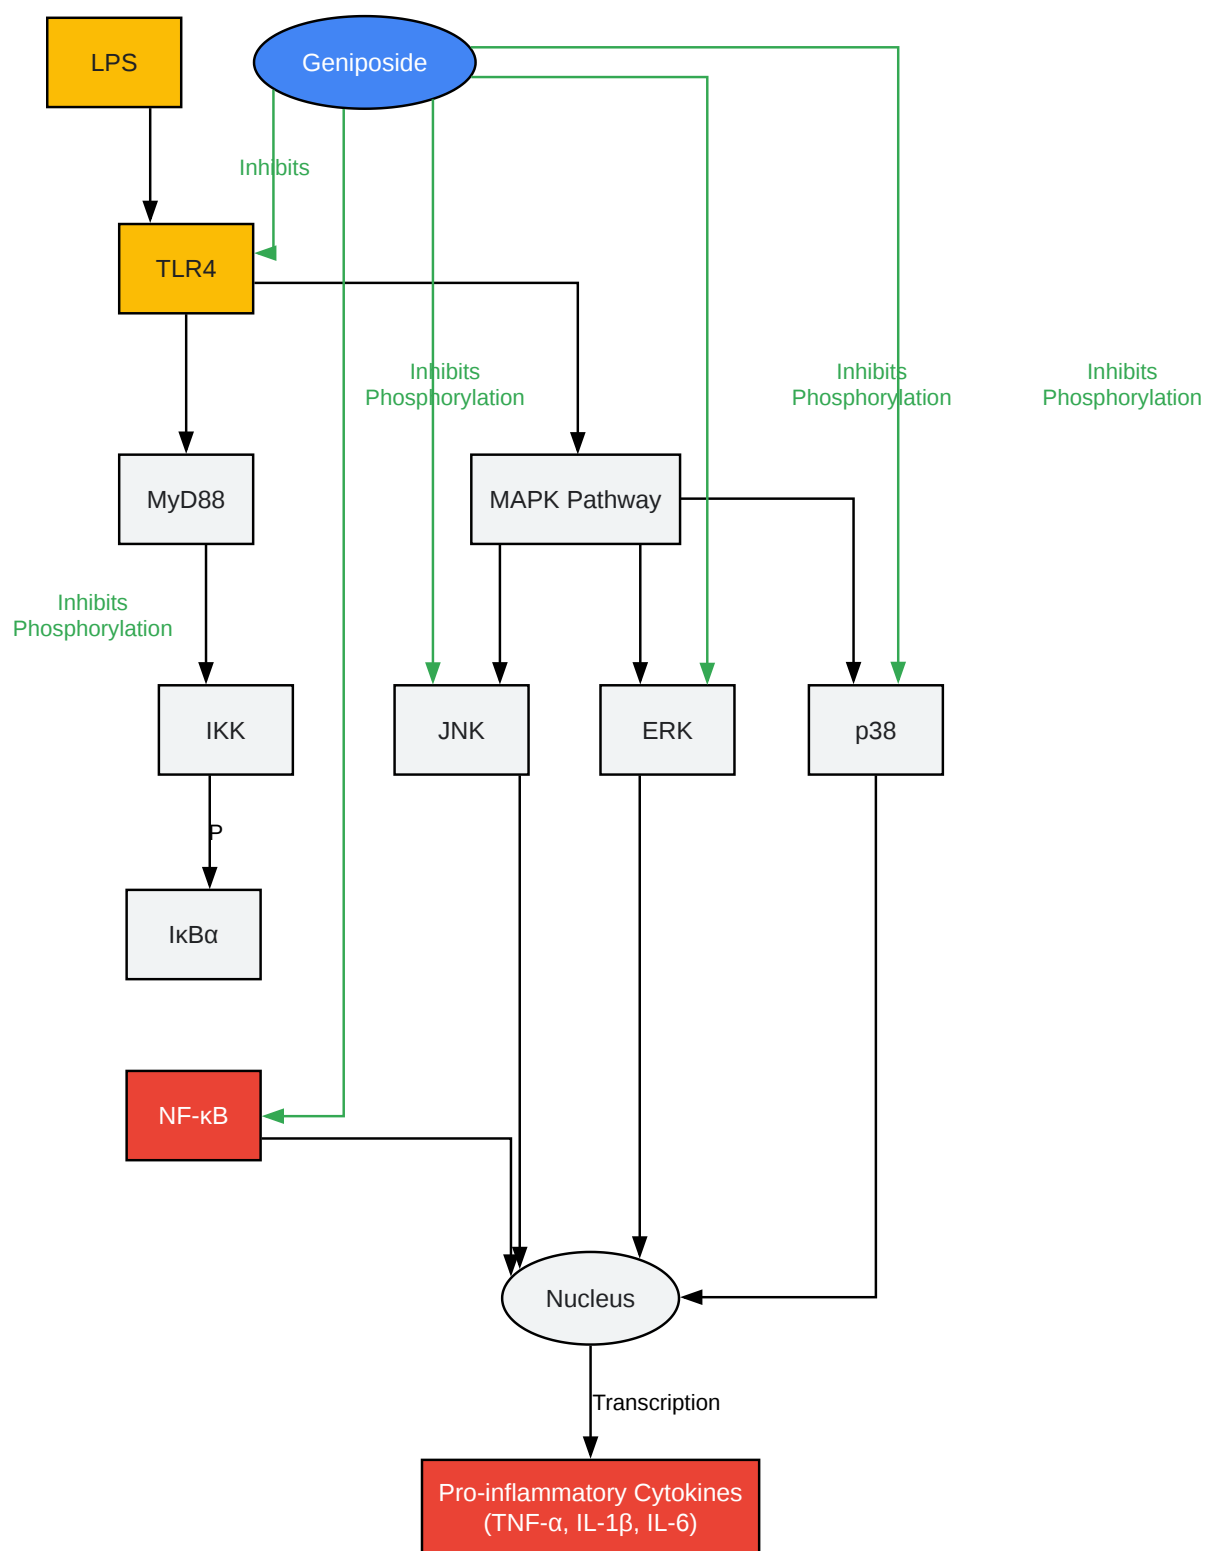 LPS
Geniposide
Inhibits
TLR4
Inhibits
Phosphorylation
Inhibits
Phosphorylation
Inhibits
Phosphorylation
MyD88
MAPK Pathway
Inhibits
Phosphorylation
IKK
JNK
ERK
p38
P
IκBα
NF-κB
Nucleus
Transcription
Pro-inflammatory Cytokines
(TNF-α, IL-1β, IL-6)